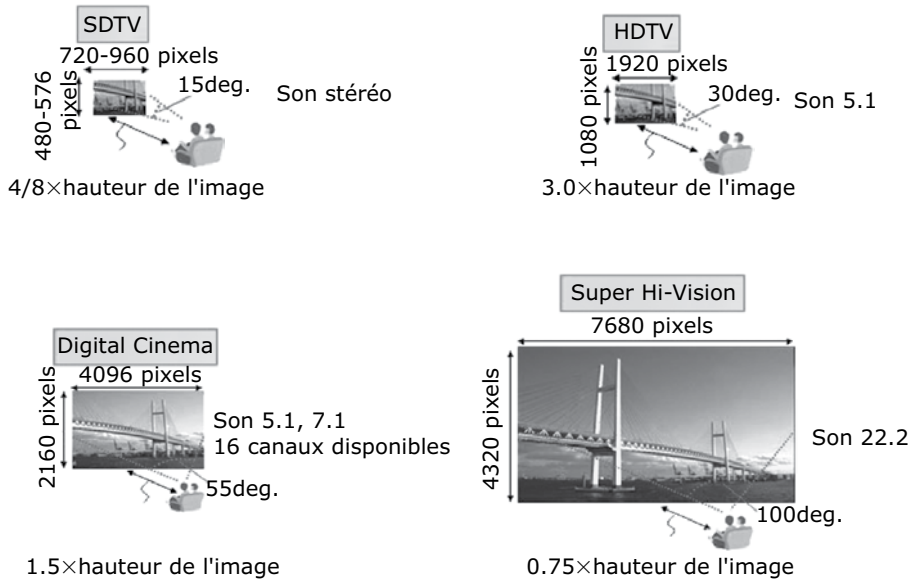 SDTV
720-960 pixels
480-576
pixels
15deg.
Son stéréo
4/8×hauteur de l'image
HDTV
1920 pixels
1080 pixels
30deg.
Son 5.1
3.0×hauteur de l'image
Digital Cinema
4096 pixels
2160 pixels
Son 5.1, 7.1
16 canaux disponibles
55deg.
1.5×hauteur de l'image
Super Hi-Vision
7680 pixels
4320 pixels
Son 22.2
100deg.
0.75×hauteur de l'image